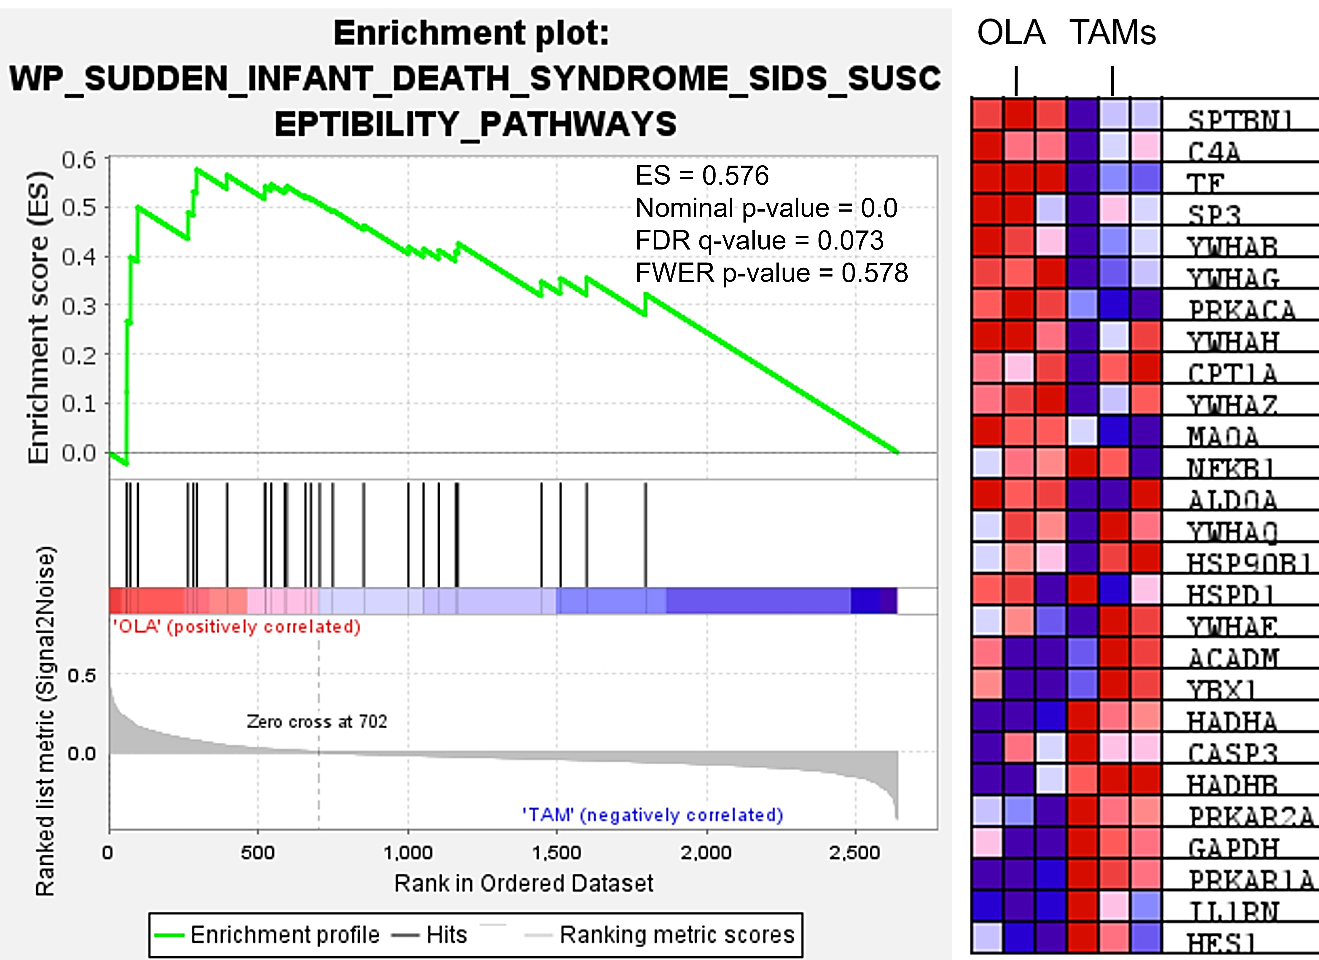 Enrichment plot:
WP_SUDDEN_INFANT_DEATH_SYNDROME_SIDS_SUSC
EPTIBILITY_PATHWAYS
Enrichment score (ES)
0.6
0.5
0.4
0.3
0.2
0.1
0.0
ES = 0.576
Nominal p-value = 0.0
FDR q-value = 0.073
FWER p-value = 0.578
'OLA' (positively correlated)
Ranked list metric (Signal2Noise)
0.5
0.0
Zero cross at 702
'TAM' (negatively correlated)
0 500 1,000 1,500 2,000 2,500
Rank in Ordered Dataset
Enrichment profile Hits Ranking metric scores
OLA TAMs
SPTBN1
C4A
TF
SP3
YWHAB
YWHAG
PRKACA
YWHAH
CPT1A
YWHAZ
MAOA
NFKB1
ALDOA
YWHAQ
HSP90B1
HSPD1
YWHAE
ACADM
YBX1
HADHA
CASP3
HADHB
PRKAR2A
GAPDH
PRKAR1A
IL1RN
HES1